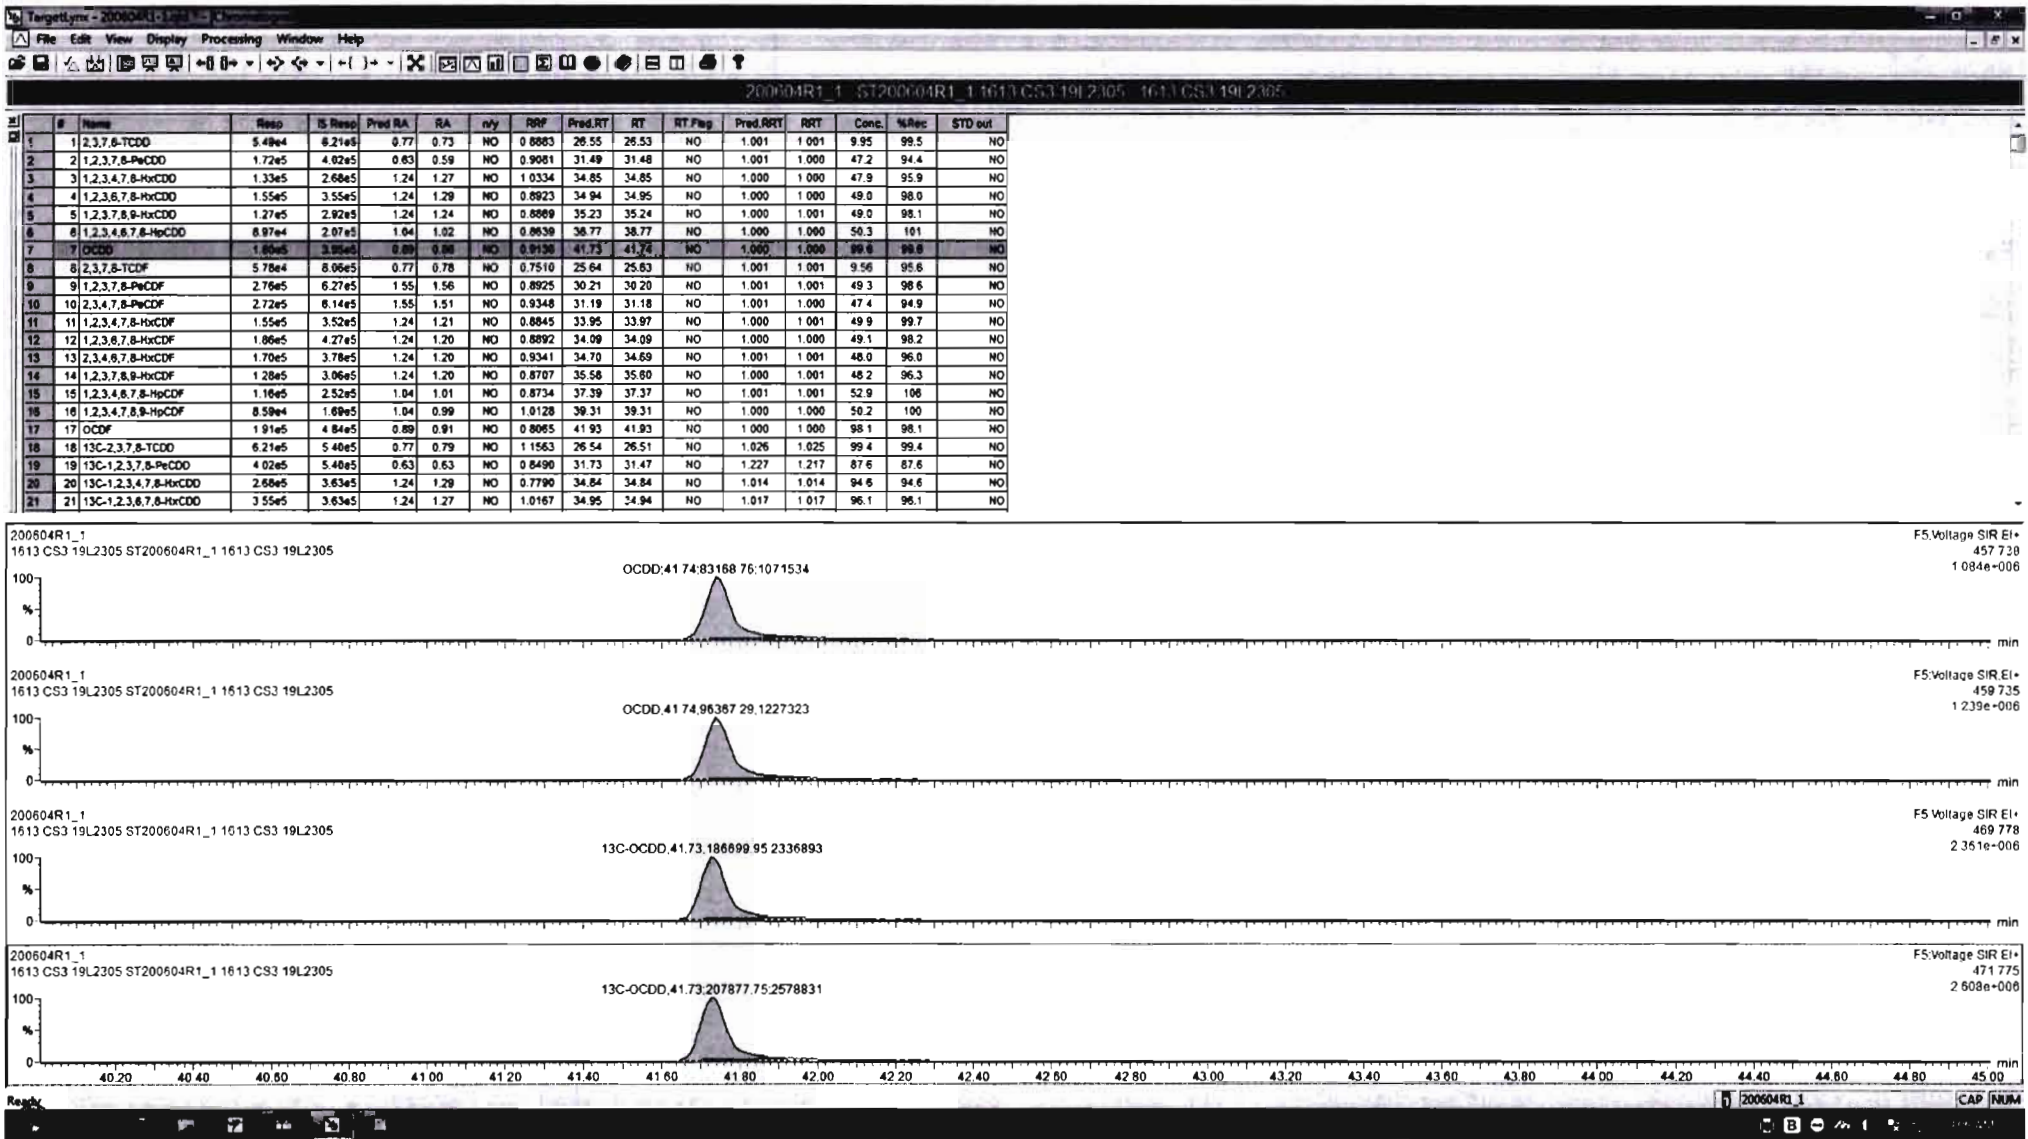 TargetLynx - 200604R1-1
File Edit View Display Processing Window Help
200604R1_1 ST200604R1_1 1613 CS3 19L2305 1613 CS3 19L2305
# Name Resp IS Resp Pred RA RA n/y RRF Pred.RT RT RT Flag Pred.RRT RRT Conc. %Rec STD out
1 1 2,3,7,8-TCDD 5.49e4 6.21e5 0.77 0.73 NO 0.8883 26.55 26.53 NO 1.001 1 001 9.95 99.5 NO
2 2 1,2,3,7,8-PeCDD 1.72e5 4.02e5 0.63 0.59 NO 0.9081 31.49 31.48 NO 1.001 1.000 47.2 94.4 NO
3 3 1,2,3,4,7,8-HxCDD 1.33e5 2.68e5 1.24 1.27 NO 1 0334 34.85 34.85 NO 1.000 1 000 47.9 95.9 NO
4 4 1,2,3,6,7,8-HxCDD 1.55e5 3.55e5 1.24 1.29 NO 0.8923 34 94 34.95 NO 1.000 1.000 49.0 98.0 NO
5 5 1,2,3,7,8,9-HxCDD 1.27e5 2.92e5 1.24 1.24 NO 0.8869 35.23 35.24 NO 1.000 1.001 49.0 98.1 NO
6 6 1,2,3,4,6,7,8-HpCDD 8.97e4 2.07e5 1.04 1.02 NO 0.8639 38.77 38.77 NO 1.000 1.000 50.3 101 NO
7 7 OCDD 1.80e5 3.95e5 0.89 0.86 NO 0.9136 41.73 41.74 NO 1.000 1.000 99.8 99.8 NO
8 8 2,3,7,8-TCDF 5 78e4 8.06e5 0.77 0.78 NO 0.7510 25 64 25.63 NO 1.001 1.001 9.56 95.6 NO
9 9 1,2,3,7,8-PeCDF 2.76e5 6.27e5 1 55 1.56 NO 0.8925 30.21 30 20 NO 1.001 1.001 49 3 98 6 NO
10 10 2,3,4,7,8-PeCDF 2.72e5 6.14e5 1.55 1.51 NO 0.9348 31.19 31.18 NO 1.001 1.000 47 4 94.9 NO
11 11 1,2,3,4,7,8-HxCDF 1.55e5 3.52e5 1.24 1.21 NO 0.8845 33.95 33.97 NO 1.000 1 001 49 9 99.7 NO
12 12 1,2,3,6,7,8-HxCDF 1.86e5 4.27e5 1.24 1.20 NO 0.8892 34.09 34.09 NO 1.000 1.000 49.1 98.2 NO
13 13 2,3,4,6,7,8-HxCDF 1.70e5 3.78e5 1.24 1.20 NO 0.9341 34.70 34.69 NO 1.001 1 001 48.0 96.0 NO
14 14 1,2,3,7,8,9-HxCDF 1 28e5 3.06e5 1.24 1.20 NO 0.8707 35.58 35.60 NO 1.000 1.001 48 2 96.3 NO
15 15 1,2,3,4,6,7,8-HpCDF 1.16e5 2.52e5 1.04 1.01 NO 0.8734 37.39 37.37 NO 1.001 1.001 52.9 106 NO
16 16 1,2,3,4,7,8,9-HpCDF 8.59e4 1.69e5 1.04 0.99 NO 1.0128 39.31 39.31 NO 1.000 1.000 50.2 100 NO
17 17 OCDF 1 91e5 4 84e5 0.89 0.91 NO 0 8065 41 93 41.93 NO 1 000 1.000 98 1 98.1 NO
18 18 13C-2,3,7,8-TCDD 6.21e5 5 40e5 0.77 0.79 NO 1 1563 26 54 26.51 NO 1.026 1.025 99 4 99.4 NO
19 19 13C-1,2,3,7,8-PeCDD 4 02e5 5.40e5 0.63 0.63 NO 0 8490 31.73 31.47 NO 1.227 1.217 87 6 87.6 NO
20 20 13C-1,2,3,4,7,8-HxCDD 2.68e5 3.63e5 1.24 1.29 NO 0.7790 34.84 34.84 NO 1.014 1.014 94 6 94.6 NO
21 21 13C-1,2,3,6,7,8-HxCDD 3 55e5 3.63e5 1.24 1.27 NO 1.0167 34.95 34.94 NO 1.017 1 017 96.1 96.1 NO
200604R1_1 F5:Voltage SIR EI+
1613 CS3 19L2305 ST200604R1_1 1613 CS3 19L2305 457 738
1 084e+006
OCDD;41 74;83168 76;1071534
100
%
0
min
200604R1_1 F5:Voltage SIR,EI+
1613 CS3 19L2305 ST200604R1_1 1613 CS3 19L2305 459 735
1 239e+006
OCDD,41 74,96367 29,1227323
100
%
0
min
200604R1_1 F5 Voltage SIR EI+
1613 CS3 19L2305 ST200604R1_1 1613 CS3 19L2305 469 778
2 361e+006
13C-OCDD,41.73,186699.95 2336893
100
%
0
min
200604R1_1 F5:Voltage SIR EI+
1613 CS3 19L2305 ST200604R1_1 1613 CS3 19L2305 471 775
2 608e+006
13C-OCDD,41.73;207877.75;2578831
100
%
0
min
40.20 40 40 40.60 40.80 41 00 41 20 41.40 41 60 41 80 42.00 42 20 42.40 42 60 42 80 43.00 43.20 43.40 43 60 43.80 44 00 44.20 44.40 44.60 44 80 45 00
Ready 200604R1_1 CAP NUM